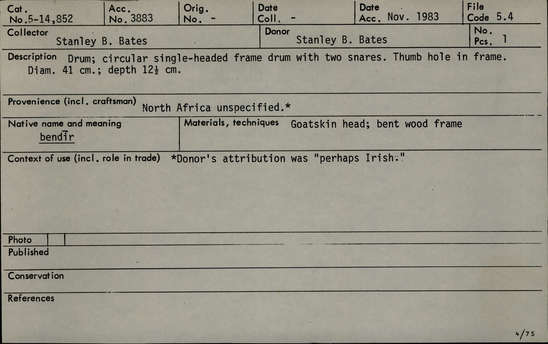 Cat. No. 5-14,852 Acc. No. 3883 Orig. No. - Date Coll. - Date Acc. Nov. 1983 File Code 5.4
Collector Stanley B. Bates Donor Stanley B. Bates No. Pcs. 1
Description Drum; circular single-headed frame drum with two snares. Thumb hole in frame.
Diam. 41 cm.; depth 12½ cm.
Provenience (incl. craftsman) North Africa unspecified.*
Native name and meaning bendīr Materials, techniques Goatskin head; bent wood frame
Context of use (incl. role in trade) *Donor's attribution was "perhaps Irish."
Photo
Published
Conservation
References
4/75